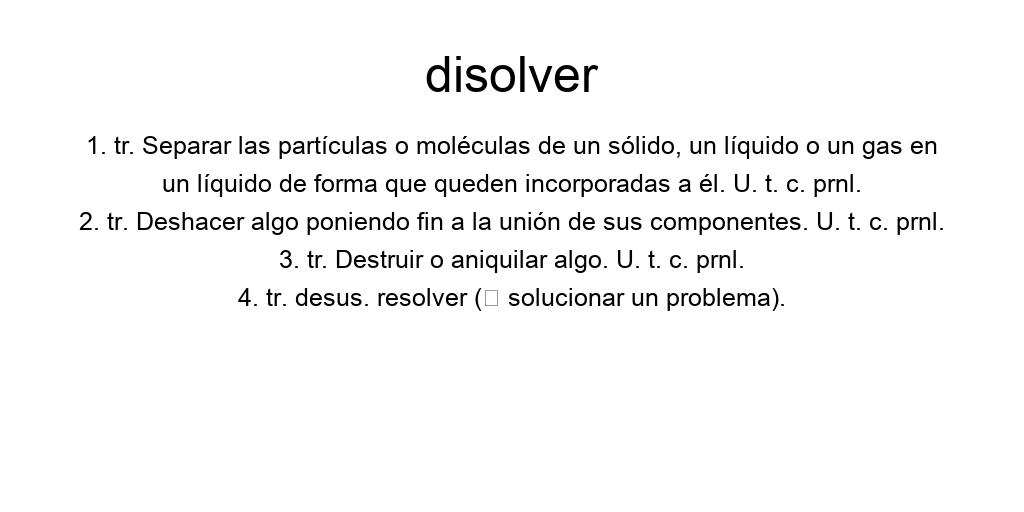 disolver
1. tr. Separar las partículas o moléculas de un sólido, un líquido o un gas en
un líquido de forma que queden incorporadas a él. U. t. c. prnl.
2. tr. Deshacer algo poniendo fin a la unión de sus componentes. U. t. c. prnl.
3. tr. Destruir o aniquilar algo. U. t. c. prnl.
4. tr. desus. resolver (□ solucionar un problema).